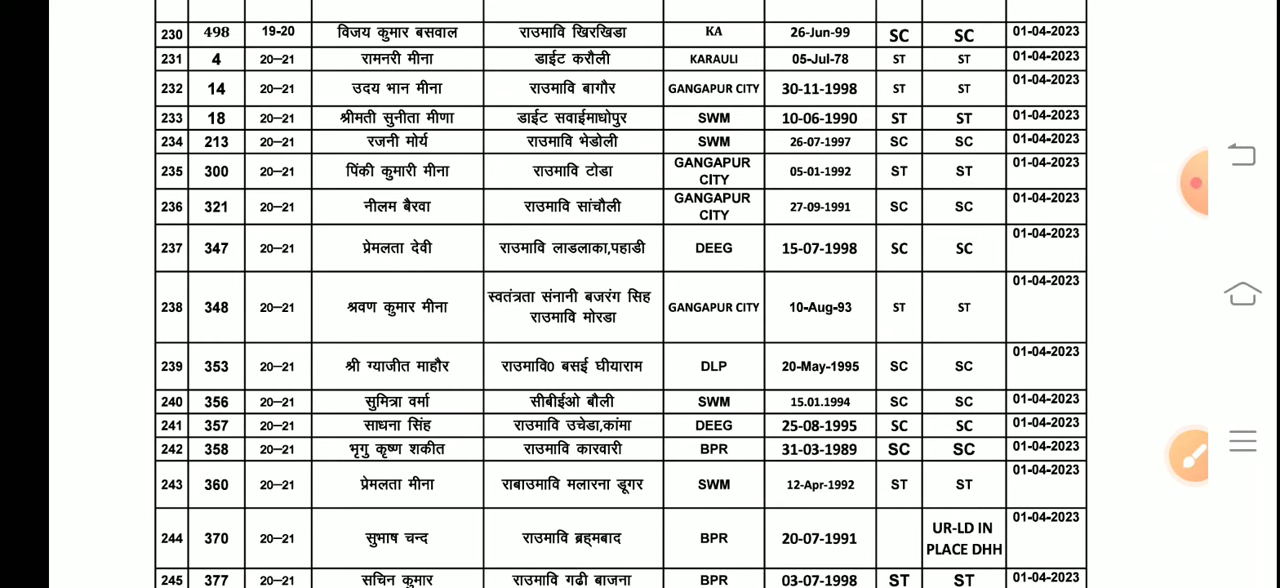 230 498 19-20 विजय कुमार बसवाल राउमावि खिरखिडा KA 26-Jun-99 SC SC 01-04-2023
231 4 20-21 रामनरी मीना डाईट करौली KARAULI 05-Jul-78 ST ST 01-04-2023
232 14 20-21 उदय भान मीना राउमावि बागौर GANGAPUR CITY 30-11-1998 ST ST 01-04-2023
233 18 20-21 श्रीमती सुनीता मीणा डाईट सवाईमाधोपुर SWM 10-06-1990 ST ST 01-04-2023
234 213 20-21 रजनी मोर्य राउमावि भेडोली SWM 26-07-1997 SC SC 01-04-2023
235 300 20-21 पिंकी कुमारी मीना राउमावि टोडा GANGAPUR CITY 05-01-1992 ST ST 01-04-2023
236 321 20-21 नीलम बैरवा राउमावि सांचौली GANGAPUR CITY 27-09-1991 SC SC 01-04-2023
237 347 20-21 प्रेमलता देवी राउमावि लाडलाका,पहाडी DEEG 15-07-1998 SC SC 01-04-2023
238 348 20-21 श्रवण कुमार मीना स्वतंत्रता संनानी बजरंग सिह राउमावि मोरडा GANGAPUR CITY 10-Aug-93 ST ST 01-04-2023
239 353 20-21 श्री ग्याजीत माहौर राउमावि0 बसई घीयाराम DLP 20-May-1995 SC SC 01-04-2023
240 356 20-21 सुमित्रा वर्मा सीबीईओ बौली SWM 15.01.1994 SC SC 01-04-2023
241 357 20-21 साधना सिंह राउमावि उचेडा,कांमा DEEG 25-08-1995 SC SC 01-04-2023
242 358 20-21 भृगु कृष्ण शकीत राउमावि कारवारी BPR 31-03-1989 SC SC 01-04-2023
243 360 20-21 प्रेमलता मीना राबाउमावि मलारना डूगर SWM 12-Apr-1992 ST ST 01-04-2023
244 370 20-21 सुभाष चन्द राउमावि ब्रह्मबाद BPR 20-07-1991 UR-LD IN PLACE DHH 01-04-2023
245 377 20-21 सचिन कुमार राउमावि गढी बाजना BPR 03-07-1998 ST ST 01-04-2023